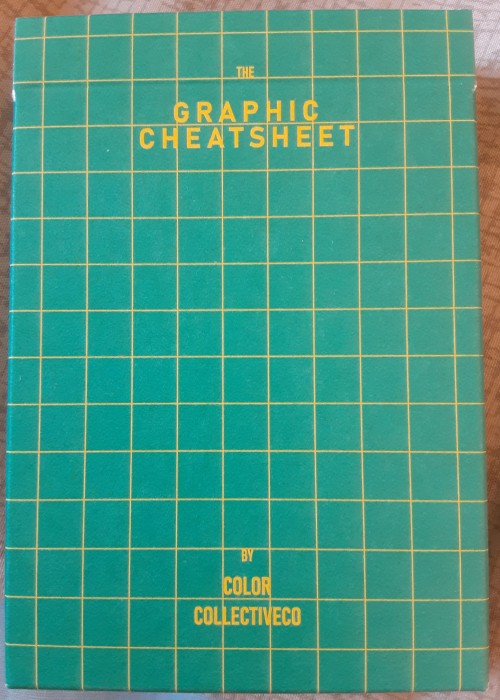 THE
GRAPHIC
CHEATSHEET
BY
COLOR
COLLECTIVECO